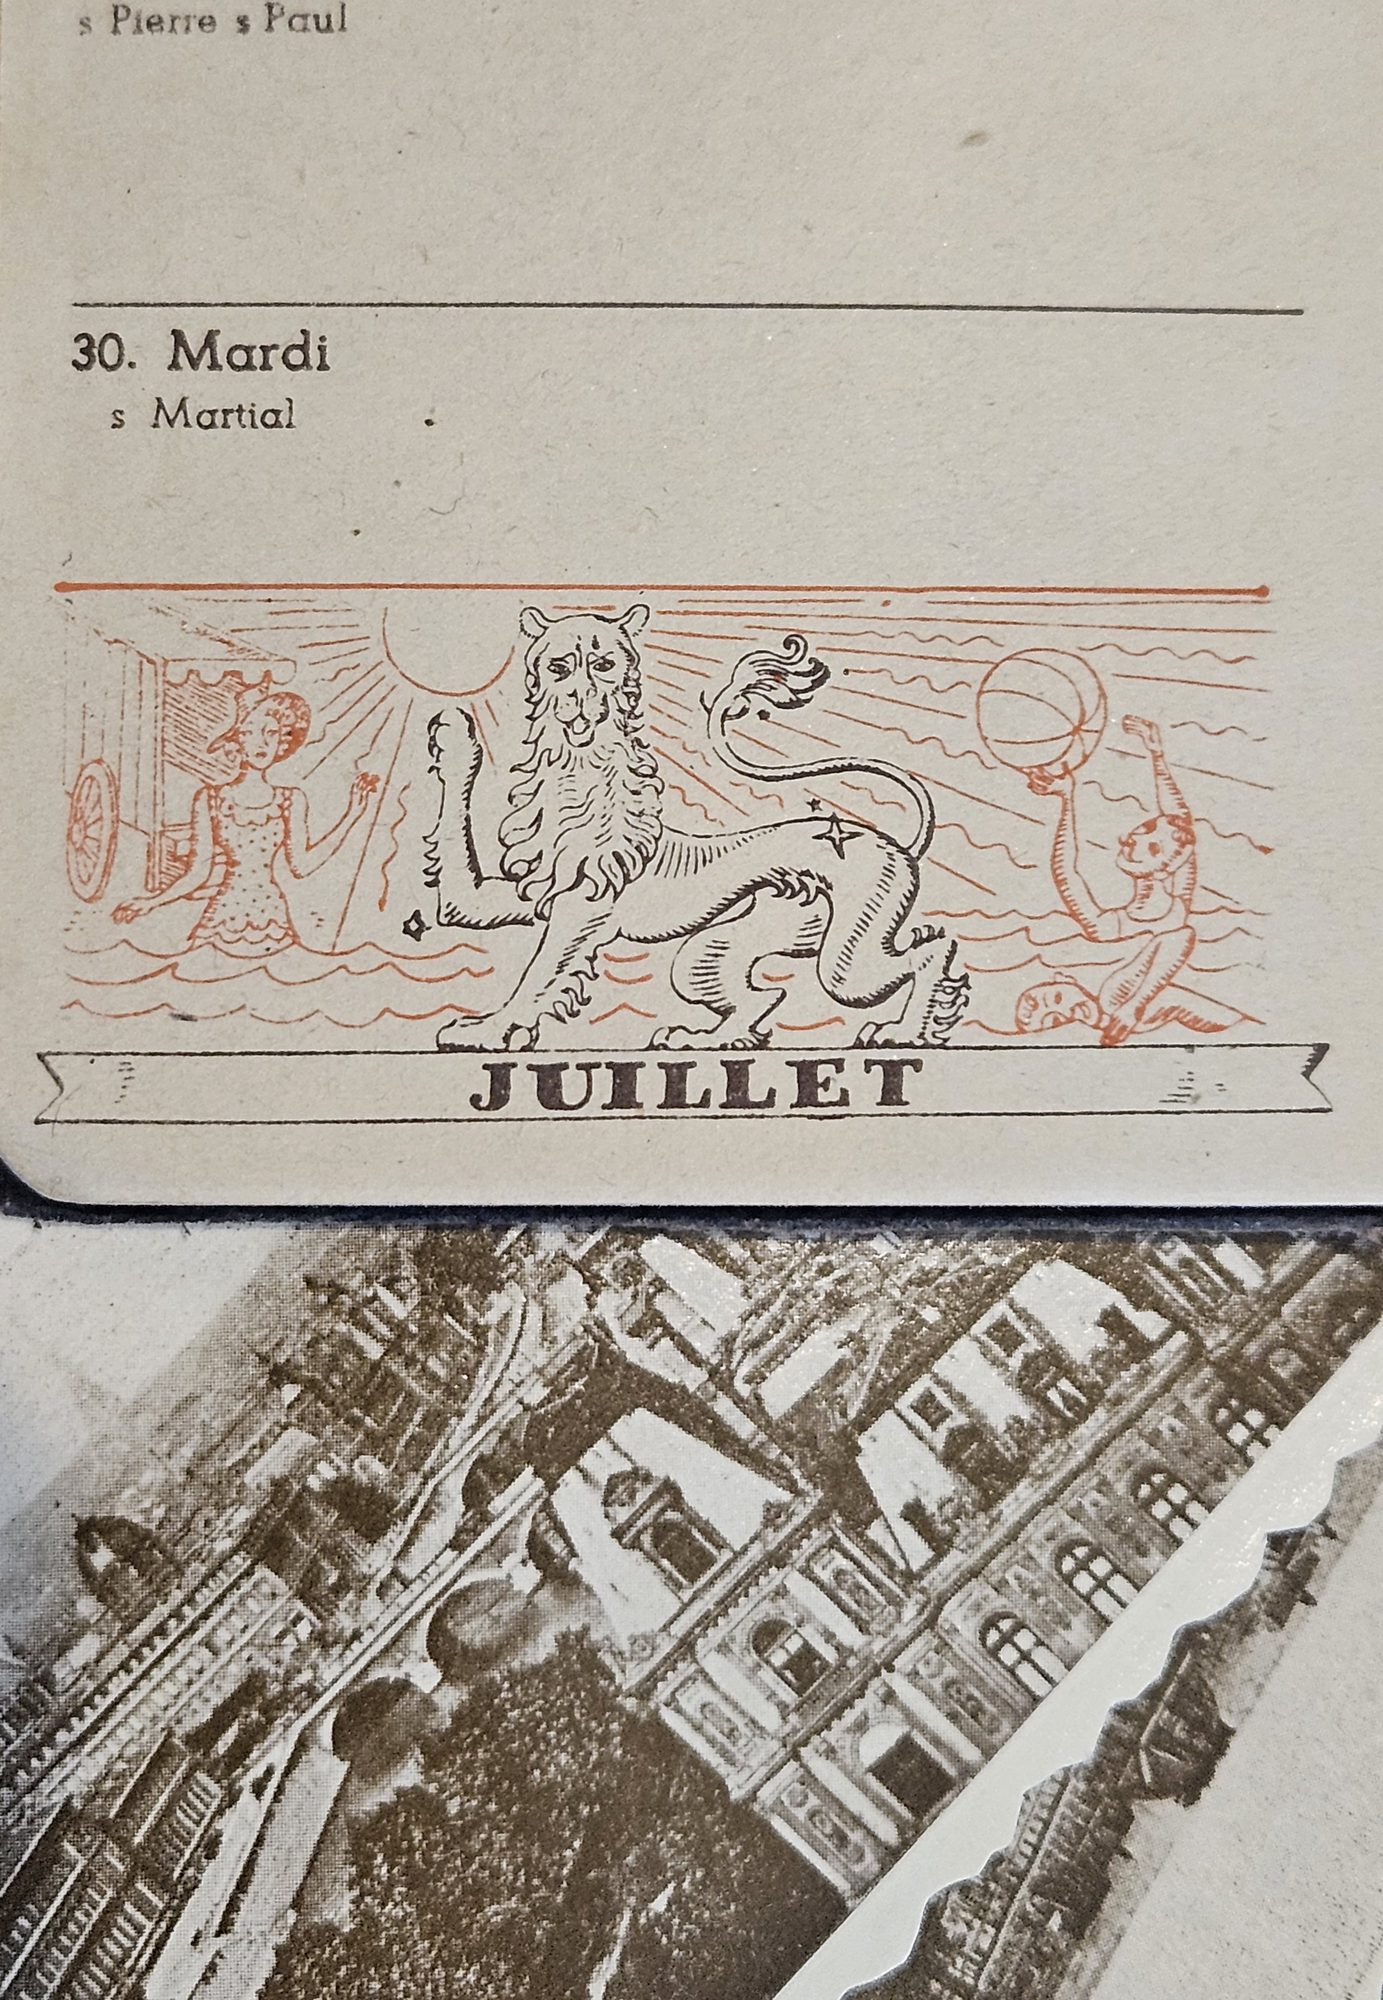 s Pierre s Paul
30. Mardi
s Martial
JUILLET